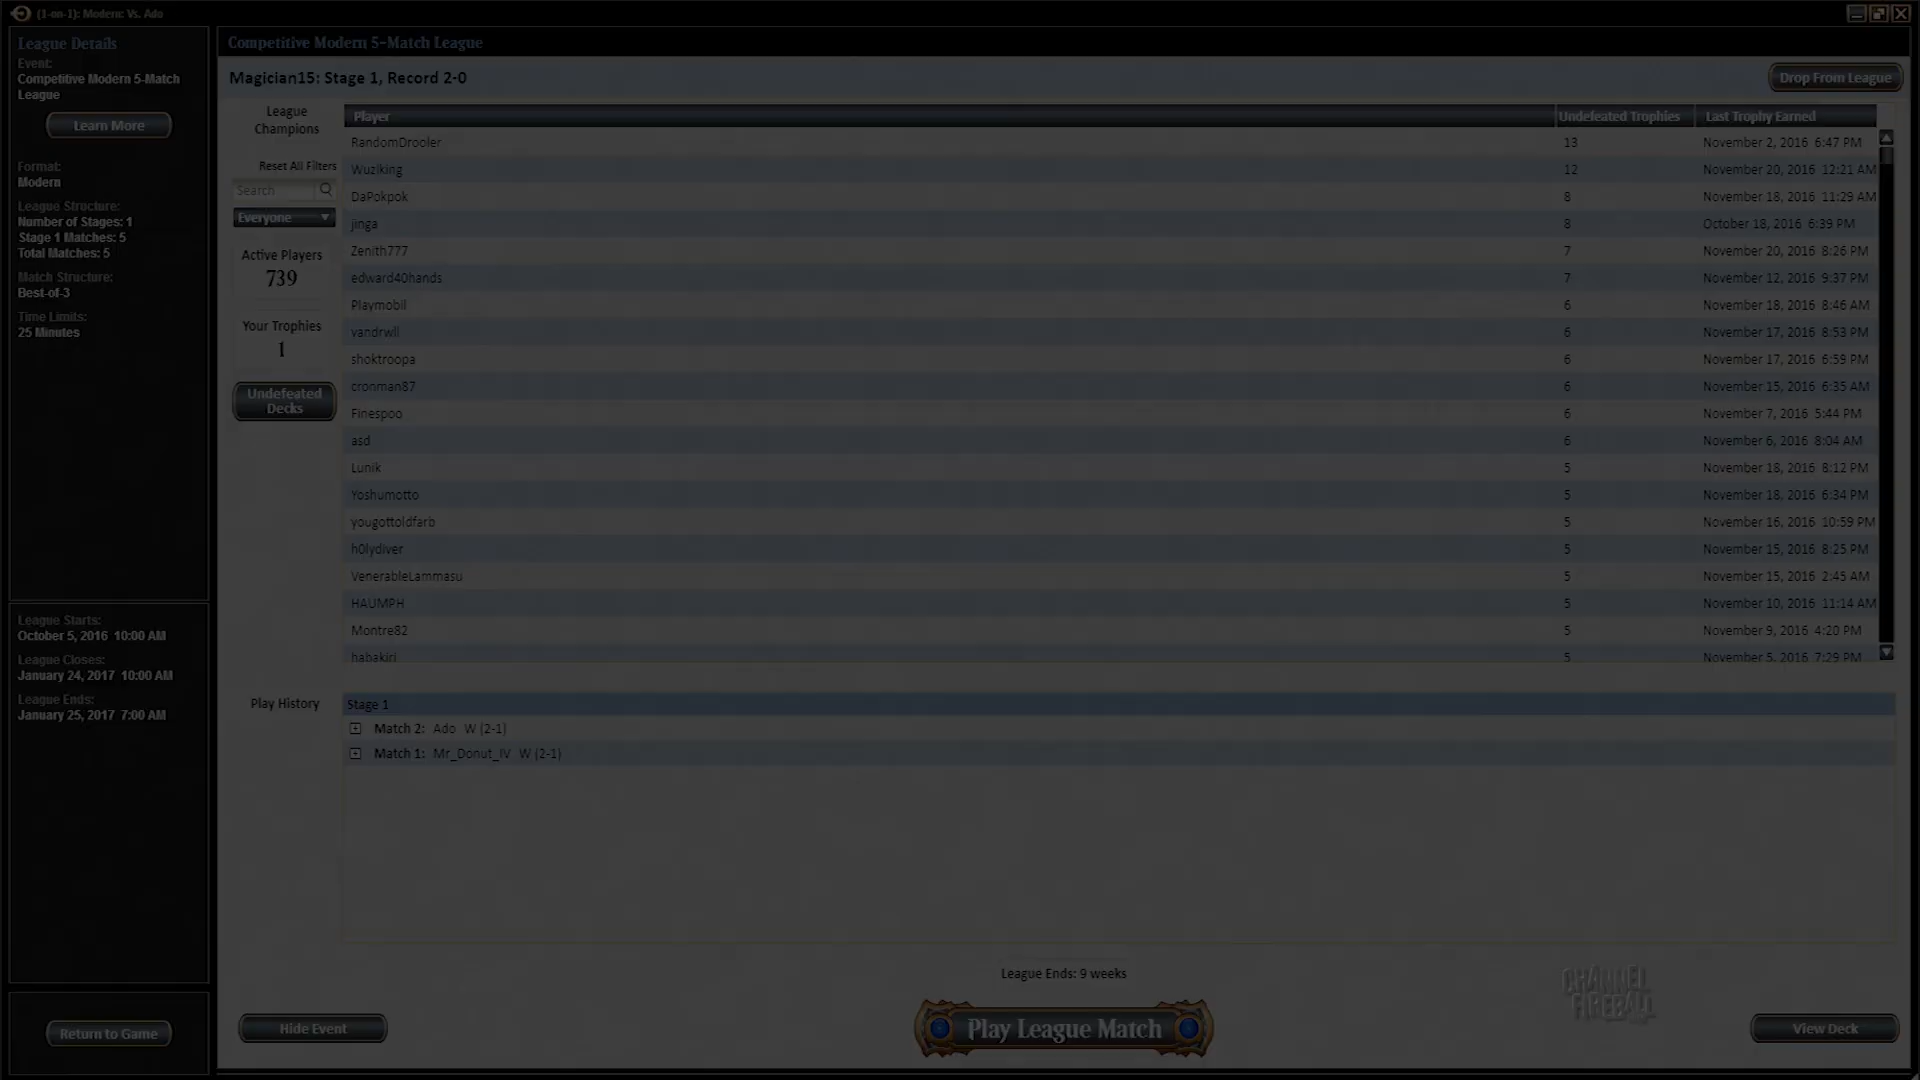 (1-on-1): Modern: Vs. Ado
League Details
Event:
Competitive Modern 5-Match
League
Learn More
Format:
Modern
League Structure:
Number of Stages: 1
Stage 1 Matches: 5
Total Matches: 5
Match Structure:
Best-of-3
Time Limits:
25 Minutes
League Starts:
October 5, 2016 10:00 AM
League Closes:
January 24, 2017 10:00 AM
League Ends:
January 25, 2017 7:00 AM
Return to Game
Competitive Modern 5-Match League
Magician15: Stage 1, Record 2-0
Drop From League
League
Champions
Reset All Filters
Search
Everyone
Active Players
739
Your Trophies
1
Undefeated
Decks
Player Undefeated Trophies Last Trophy Earned
RandomDrooler 13 November 2, 2016 6:47 PM
Wuziking 12 November 20, 2016 12:21 AM
DaPokpok 8 November 18, 2016 11:29 AM
jinga 8 October 18, 2016 6:39 PM
Zenith777 7 November 20, 2016 8:26 PM
edward40hands 7 November 12, 2016 9:37 PM
Playmobil 6 November 18, 2016 8:46 AM
vandrwll 6 November 17, 2016 8:53 PM
shoktroopa 6 November 17, 2016 6:59 PM
cronman87 6 November 15, 2016 6:35 AM
Finespoo 6 November 7, 2016 5:44 PM
asd 6 November 6, 2016 8:04 AM
Lunik 5 November 18, 2016 8:12 PM
Yoshumotto 5 November 18, 2016 6:34 PM
yougottoldfarb 5 November 16, 2016 10:59 PM
h0lydiver 5 November 15, 2016 8:25 PM
VenerableLammasu 5 November 15, 2016 2:45 AM
HAUMPH 5 November 10, 2016 11:14 AM
Montre82 5 November 9, 2016 4:20 PM
habakiri 5 November 5, 2016 7:29 PM
Play History
Stage 1
Match 2: Ado W (2-1)
Match 1: Mr_Donut_IV W (2-1)
League Ends: 9 weeks
Hide Event
Play League Match
CHANNEL
FIREBALL
View Deck